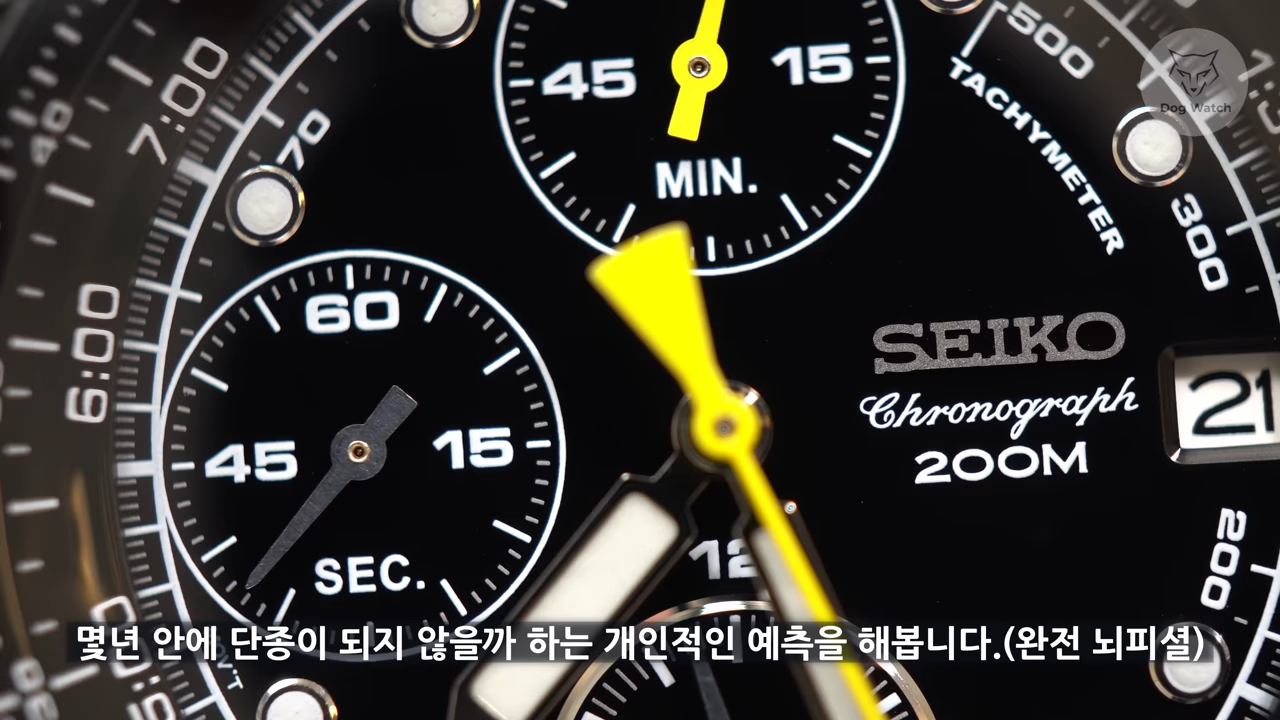 500
Dog Watch
TACHYMETER
300
7:00
70
45
15
MIN.
6:00
60
45
15
SEC.
SEIKO
Chronograph
200M
21
12
200
몇년 안에 단종이 되지 않을까 하는 개인적인 예측을 해봅니다.(완전 뇌피셜)